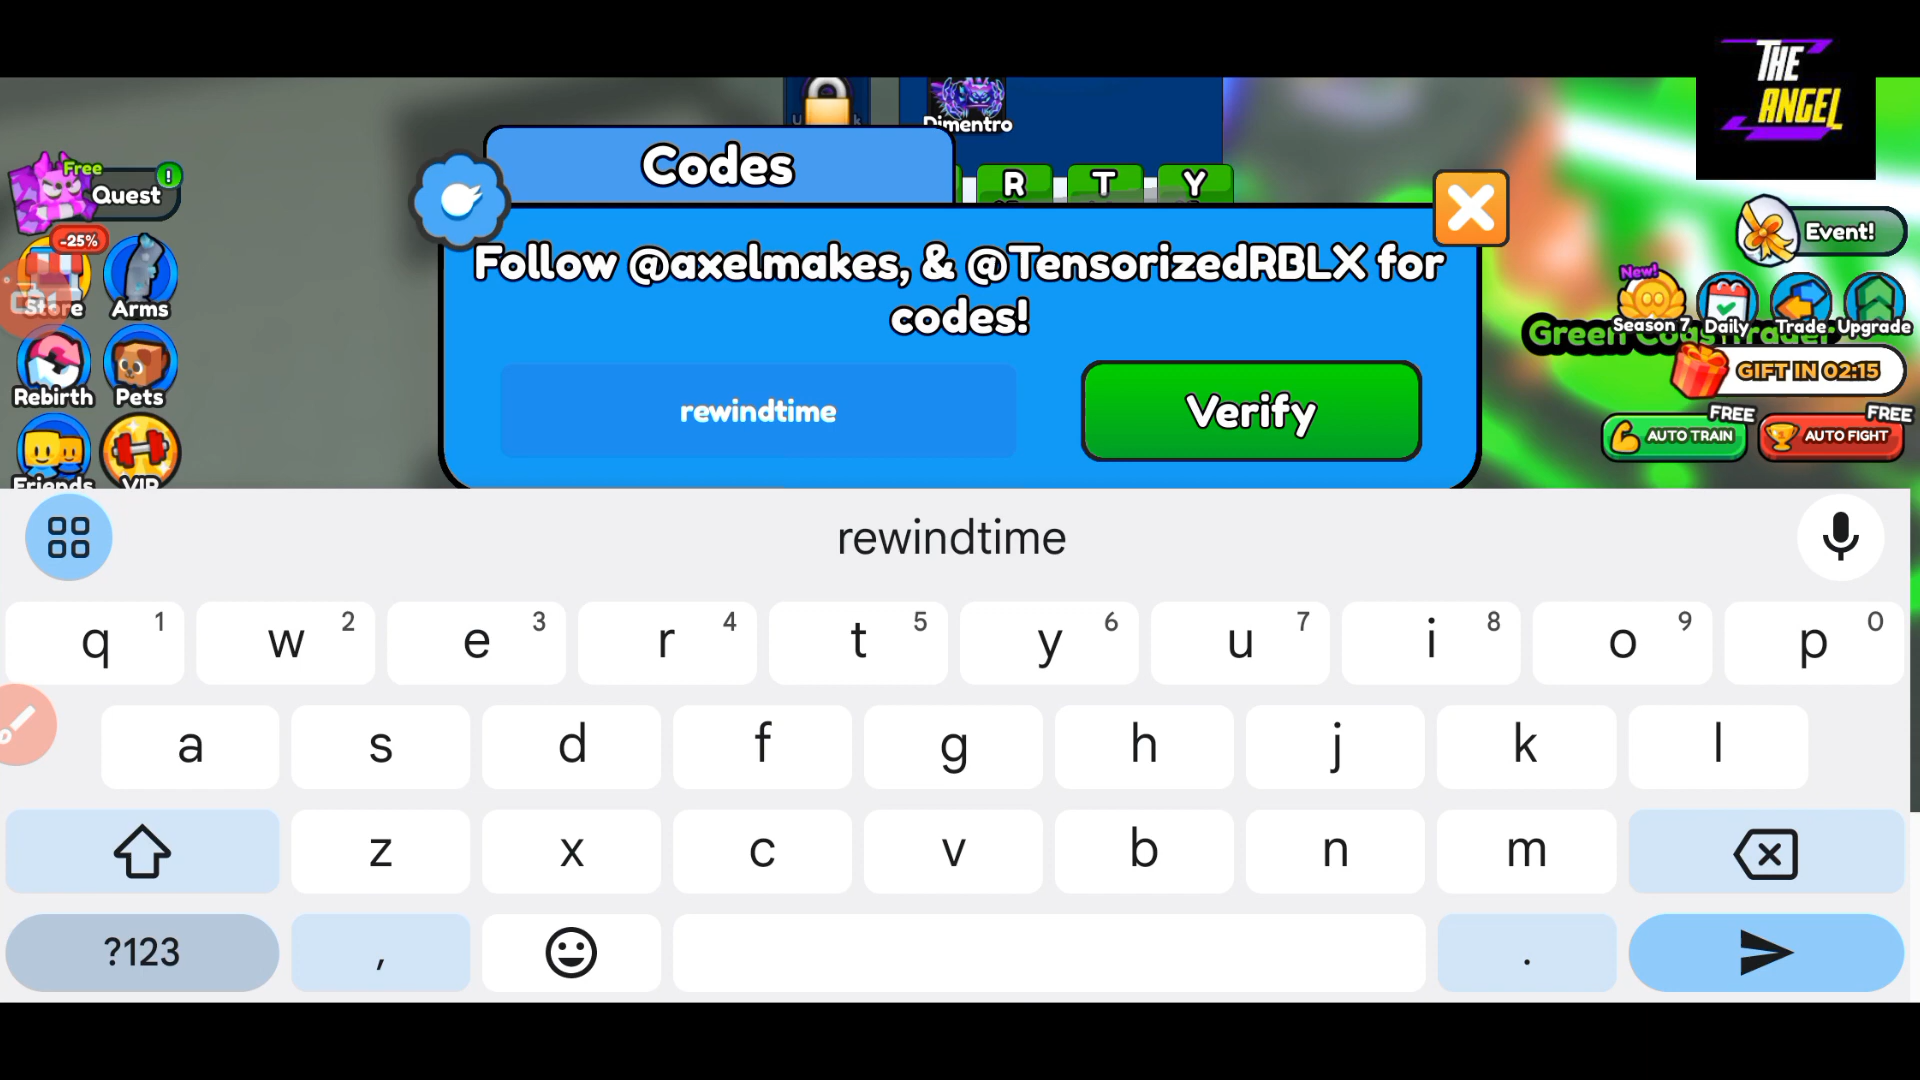 THE
ANGEL
Dimentro
Codes
R T Y
Free
Quest
!
Event!
-25%
Follow @axelmakes, & @TensorizedRBLX for
codes!
New!
Store
Arms
Season 7
Daily
Trade
Upgrade
GIFT IN 02:15
Rebirth
Pets
rewindtime
Verify
FREE
AUTO TRAIN
FREE
AUTO FIGHT
Friends
VIP
rewindtime
q 1 w 2 e 3 r 4 t 5 y 6 u 7 i 8 o 9 p 0
a s d f g h j k l
z x c v b n m
?123 , .